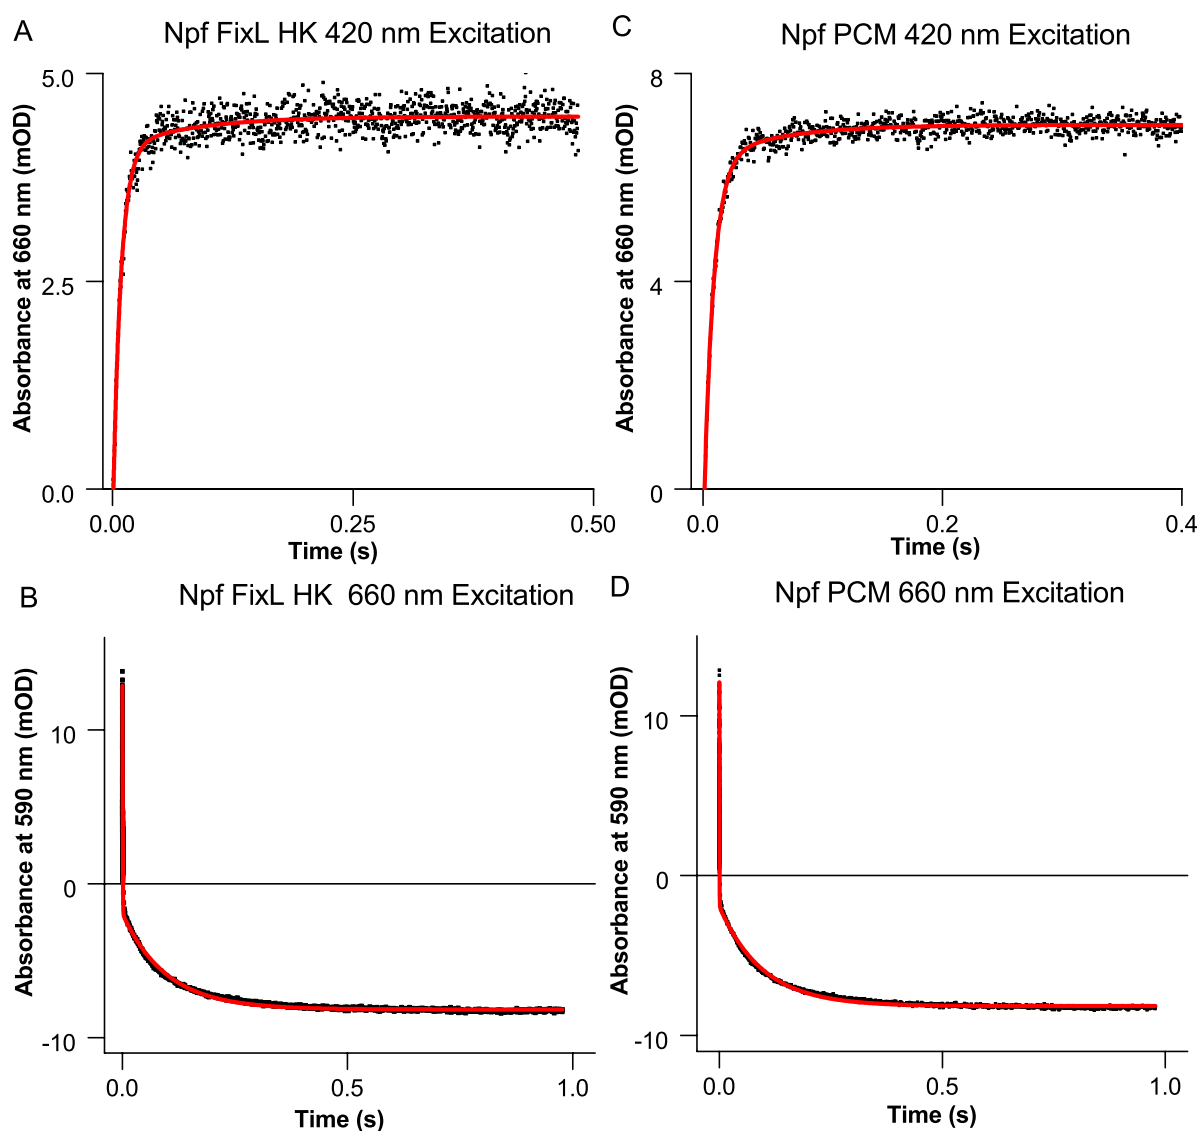 A
Npf FixL HK 420 nm Excitation
Absorbance at 660 nm (mOD)
5.0
2.5
0.0
0.00
0.25
0.50
Time (s)
C
Npf PCM 420 nm Excitation
Absorbance at 660 nm (mOD)
8
4
0
0.0
0.2
0.4
Time (s)
B
Npf FixL HK  660 nm Excitation
Absorbance at 590 nm (mOD)
10
0
-10
0.0
0.5
1.0
Time (s)
D
Npf PCM 660 nm Excitation
Absorbance at 590 nm (mOD)
10
0
-10
0.0
0.5
1.0
Time (s)